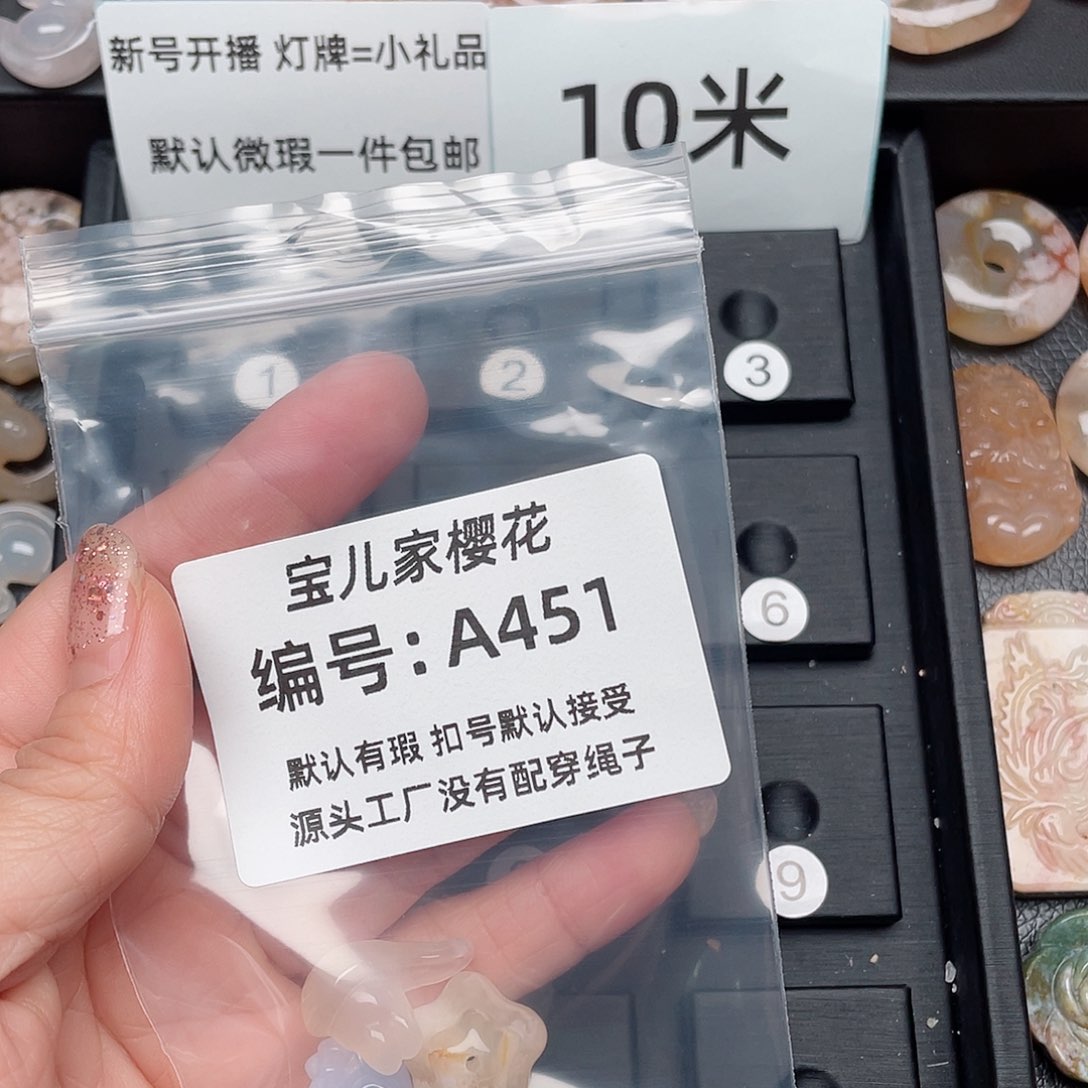 新号开播 灯牌=小礼品
默认微瑕一件包邮
10米
1
2
3
6
9
宝儿家樱花
编号:A451
默认有瑕 扣号默认接受
源头工厂没有配穿绳子